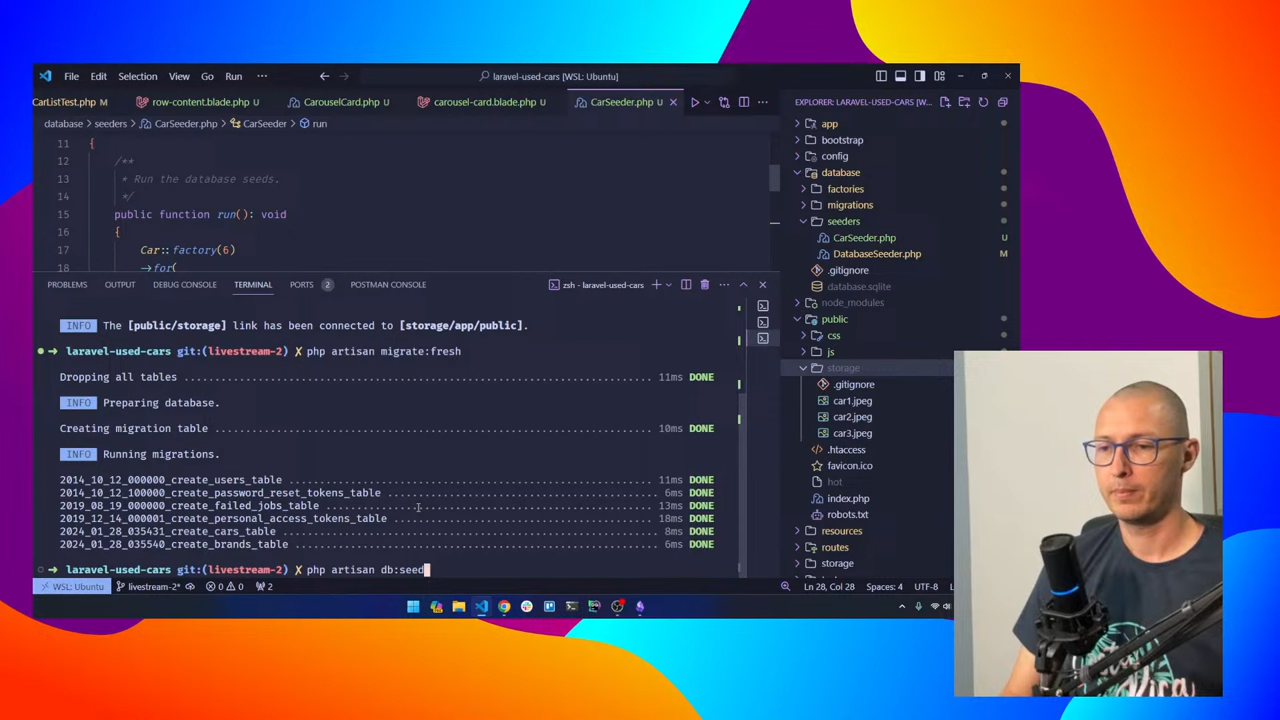 File Edit Selection View Go Run ··· laravel-used-cars [WSL: Ubuntu]
CarListTest.php M row-content.blade.php U CarouselCard.php U carousel-card.blade.php U CarSeeder.php U
EXPLORER: LARAVEL-USED-CARS [W...
database > seeders > CarSeeder.php > CarSeeder > run
11 {
12 /**
13 * Run the database seeds.
14 */
15 public function run(): void
16 {
17 Car::factory(6)
18 ->for(
PROBLEMS OUTPUT DEBUG CONSOLE TERMINAL PORTS 2 POSTMAN CONSOLE zsh - laravel-used-cars
INFO The [public/storage] link has been connected to [storage/app/public].
laravel-used-cars git:(livestream-2) ✗ php artisan migrate:fresh
Dropping all tables 11ms DONE
INFO Preparing database.
Creating migration table 10ms DONE
INFO Running migrations.
2014_10_12_000000_create_users_table 11ms DONE
2014_10_12_100000_create_password_reset_tokens_table 6ms DONE
2019_08_19_000000_create_failed_jobs_table 13ms DONE
2019_12_14_000001_create_personal_access_tokens_table 18ms DONE
2024_01_28_035431_create_cars_table 8ms DONE
2024_01_28_035540_create_brands_table 6ms DONE
laravel-used-cars git:(livestream-2) ✗ php artisan db:seed
app
bootstrap
config
database
factories
migrations
seeders
CarSeeder.php U
DatabaseSeeder.php M
.gitignore
database.sqlite
node_modules
public
css
js
storage
.gitignore
car1.jpeg
car2.jpeg
car3.jpeg
.htaccess
favicon.ico
hot
index.php
robots.txt
resources
routes
storage
WSL: Ubuntu livestream-2* 0 0 2 Ln 28, Col 28 Spaces: 4 UTF-8